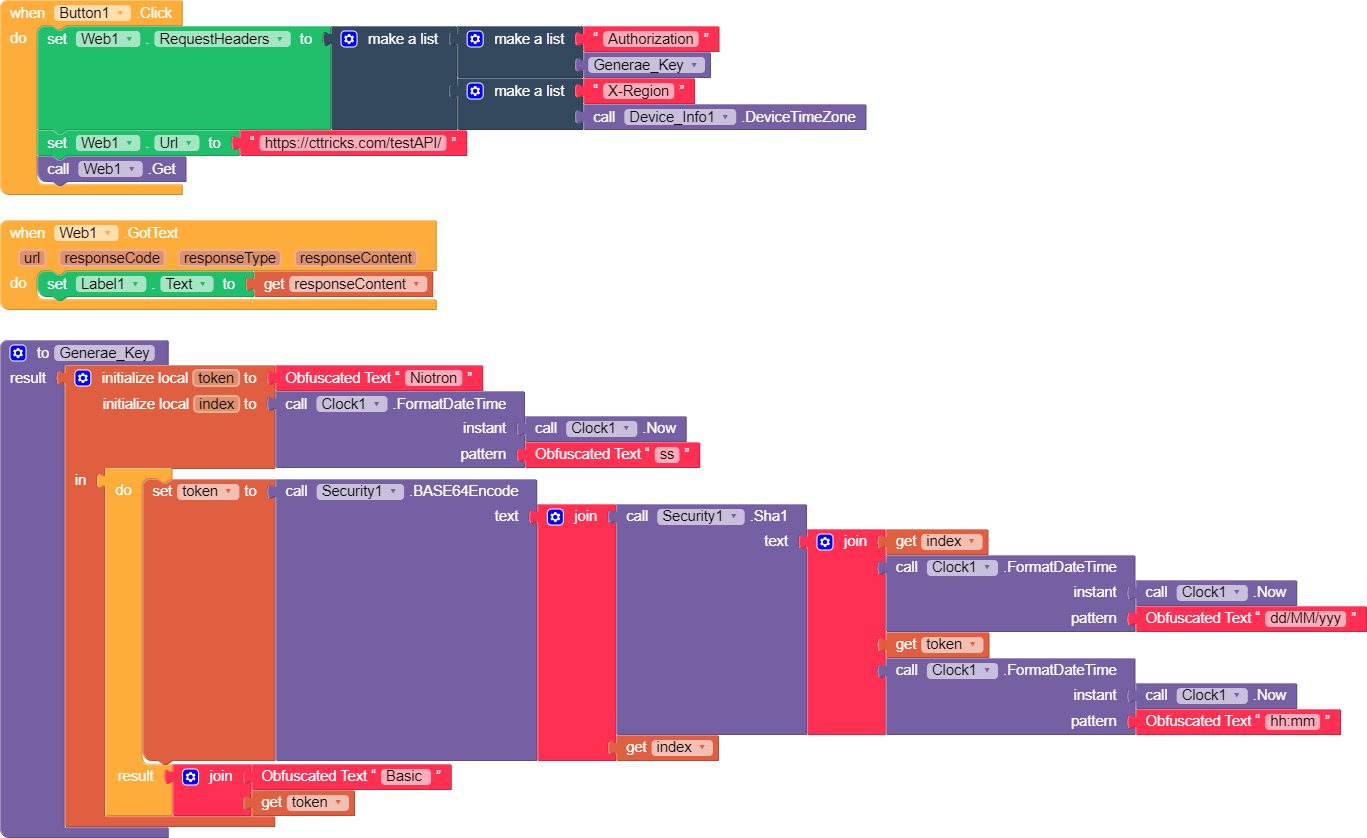 when Button1 .Click
do set Web1 . RequestHeaders to make a list make a list “ Authorization ”
Generae_Key
make a list “ X-Region ”
call Device_Info1 .DeviceTimeZone
set Web1 . Url to “ https://cttricks.com/testAPI/ ”
call Web1 .Get
when Web1 .GotText
url responseCode responseType responseContent
do set Label1 . Text to get responseContent
to Generae_Key
result initialize local token to Obfuscated Text “ Niotron ”
initialize local index to call Clock1 .FormatDateTime
instant call Clock1 .Now
pattern Obfuscated Text “ ss ”
in
do set token to call Security1 .BASE64Encode
text join call Security1 .Sha1
text join get index
call Clock1 .FormatDateTime
instant call Clock1 .Now
pattern Obfuscated Text “ dd/MM/yyy ”
get token
call Clock1 .FormatDateTime
instant call Clock1 .Now
pattern Obfuscated Text “ hh:mm ”
get index
result join Obfuscated Text “ Basic ”
get token